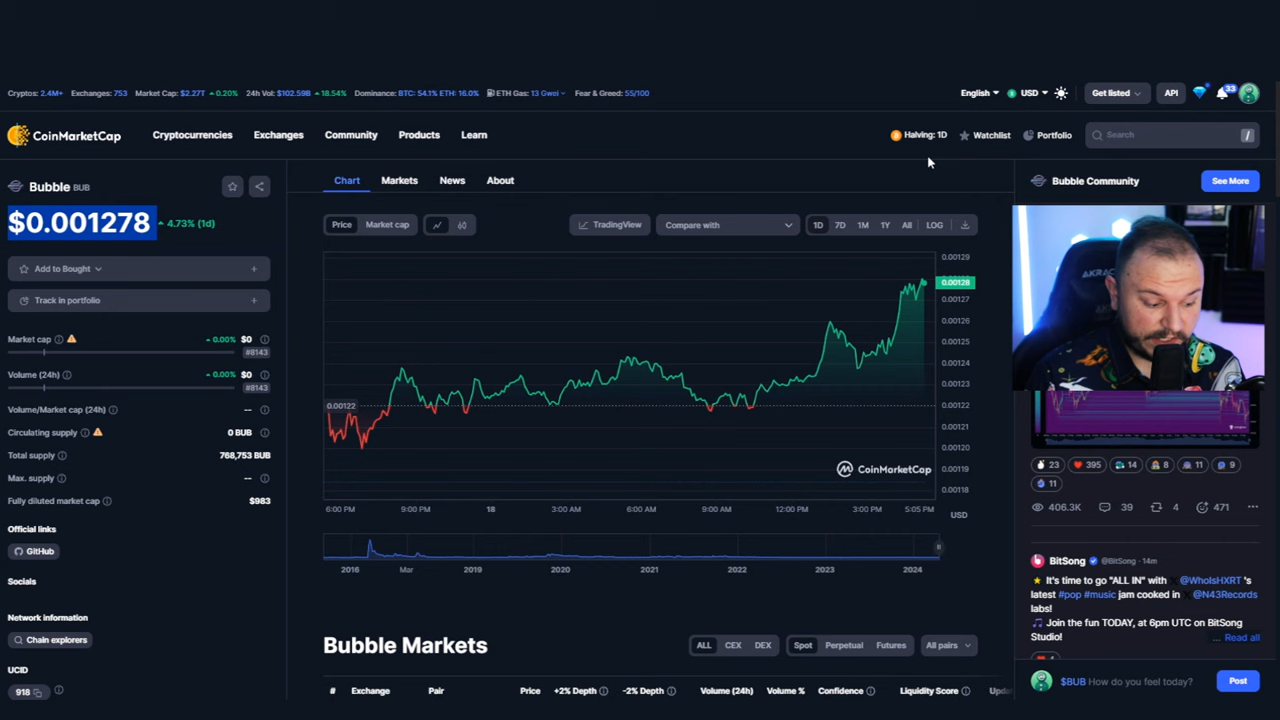 Cryptos: 2.4M+ Exchanges: 753 Market Cap: $2.27T 0.20% 24h Vol: $102.59B 18.54% Dominance: BTC: 54.1% ETH: 16.0% ETH Gas: 13 Gwei Fear & Greed: 55/100
English USD Get listed API 33
CoinMarketCap Cryptocurrencies Exchanges Community Products Learn
Halving: 1D Watchlist Portfolio Search /
Bubble BUB
$0.001278 4.73% (1d)
Add to Bought +
Track in portfolio +
Market cap 0.00% $0
#8143
Volume (24h) 0.00% $0
#8143
Volume/Market cap (24h) --
Circulating supply 0 BUB
Total supply 768,753 BUB
Max. supply --
Fully diluted market cap $983
Official links
GitHub
Socials
Network information
Chain explorers
UCID
918
Chart Markets News About
Price Market cap TradingView Compare with 1D 7D 1M 1Y All LOG
0.00129
0.00128
0.00127
0.00126
0.00125
0.00124
0.00123
0.00122 0.00122
0.00120
0.00119
0.00118
CoinMarketCap
6:00 PM 9:00 PM 18 3:00 AM 6:00 AM 9:00 AM 12:00 PM 3:00 PM 5:05 PM USD
2016 Mar 2019 2020 2021 2022 2023 2024
Bubble Markets ALL CEX DEX Spot Perpetual Futures All pairs
# Exchange Pair Price +2% Depth -2% Depth Volume (24h) Volume % Confidence Liquidity Score
Bubble Community See More
AKRAC
23 395 14 8 11 9
11
406.3K 39 4 471 ...
BitSong @BitSong · 14m
It's time to go "ALL IN" with @WhoIsHXRT 's
latest #pop #music jam cooked in @N43Records
labs!
Join the fun TODAY, at 6pm UTC on BitSong
Studio! ... Read all
$BUB How do you feel today? Post